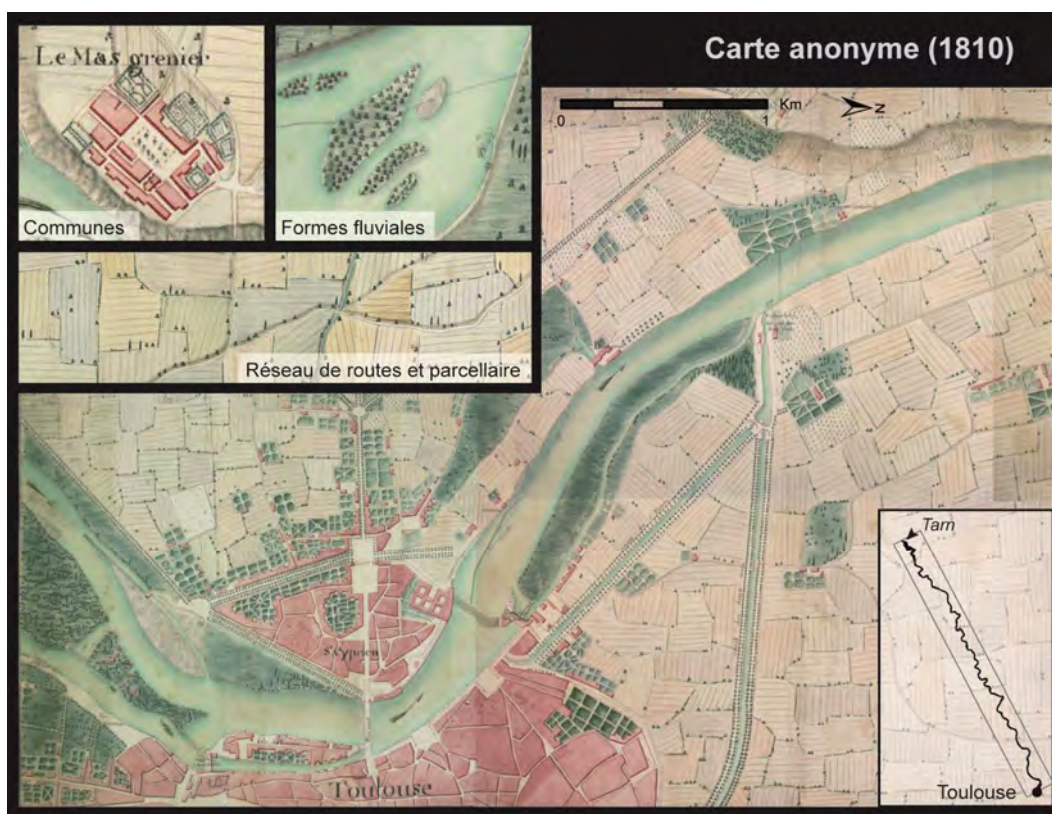 Carte anonyme (1810)
Le Mas grenier
Communes
Formes fluviales
0
1
Km
N
Réseau de routes et parcellaire
St Cyprien
Toulouse
Tarn
Toulouse